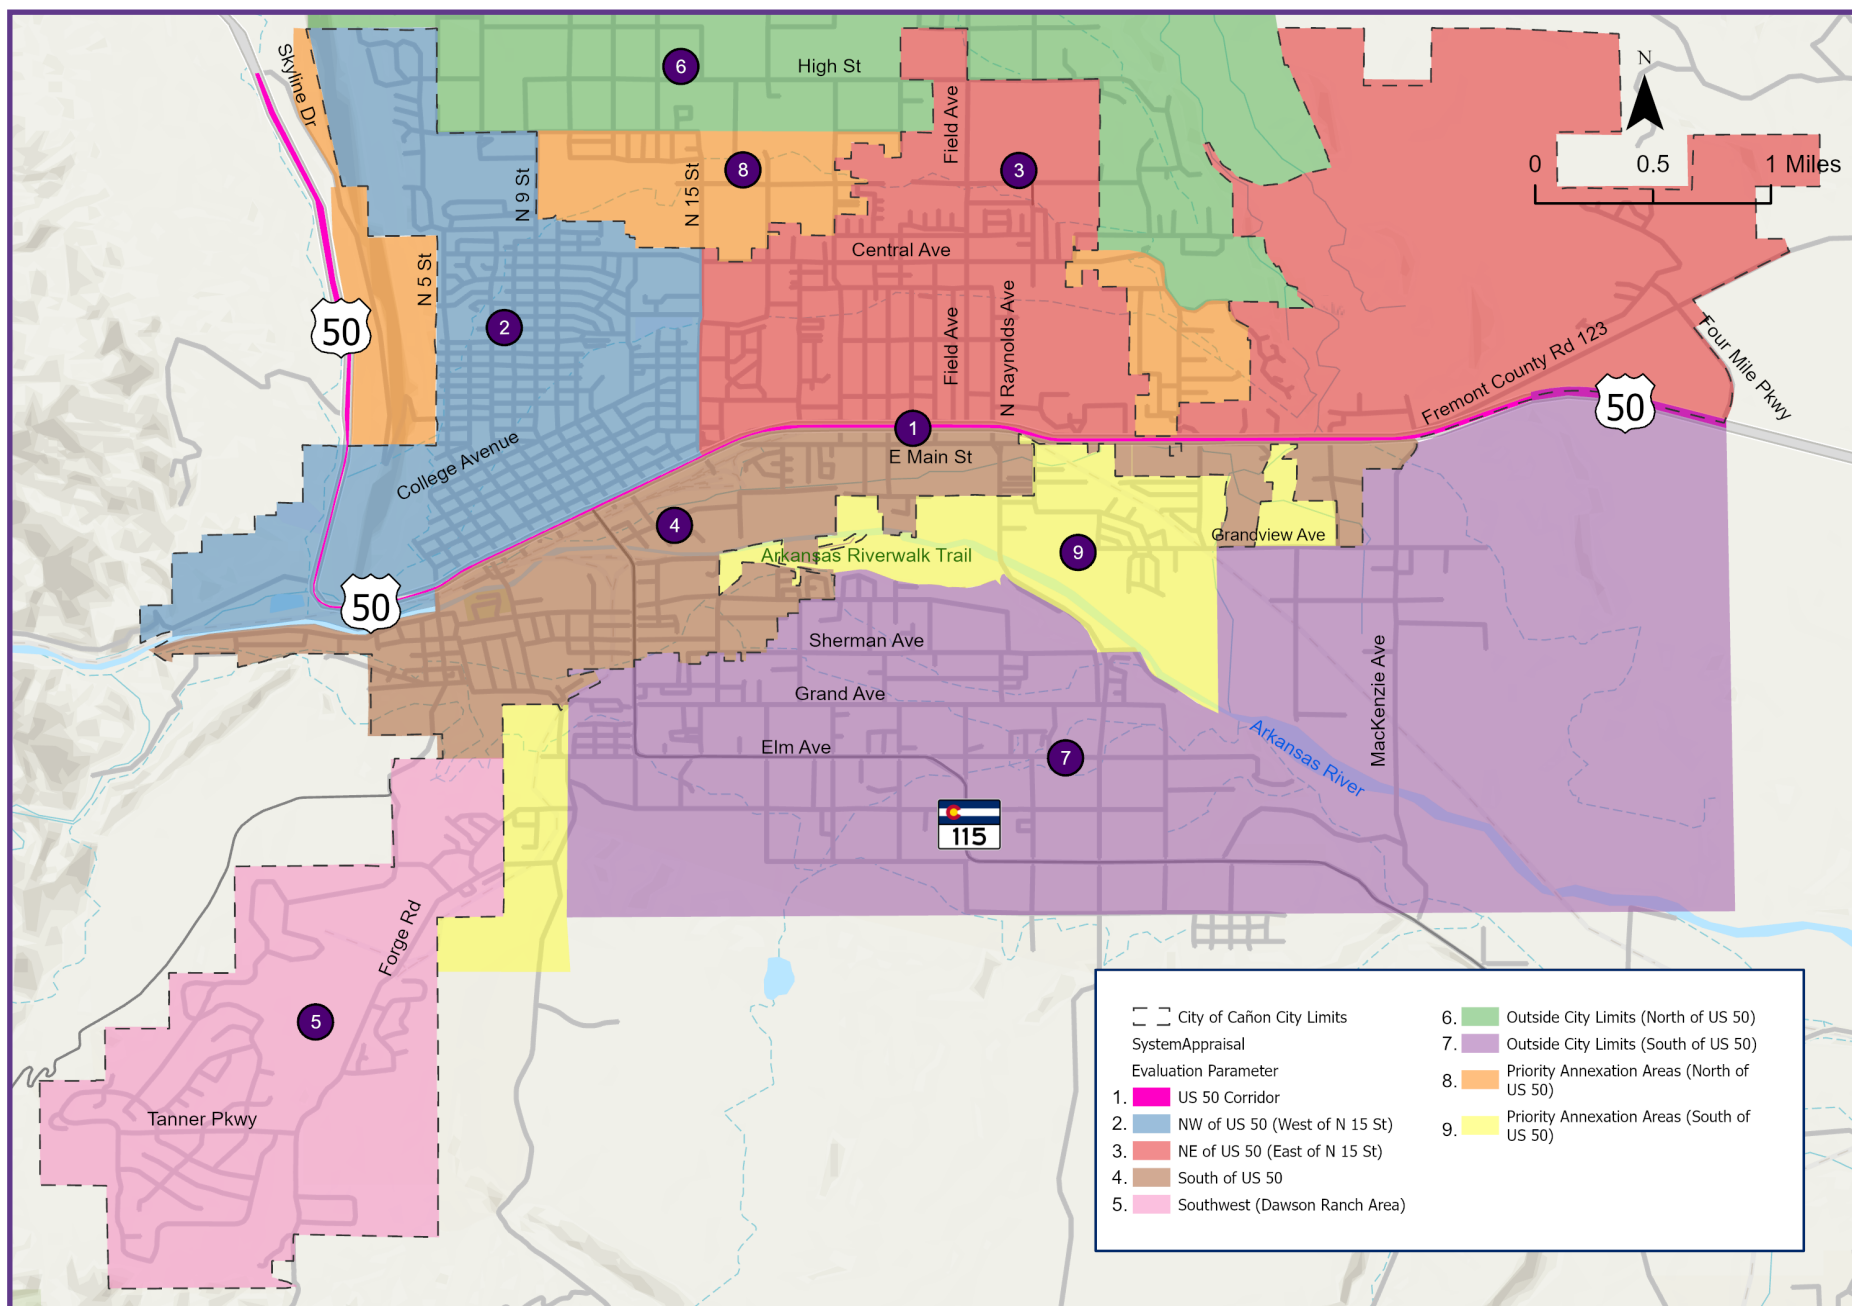 Skyline Dr
6
High St
N
Field Ave
0
0.5
1 Miles
N 9 St
N 15 St
8
3
Central Ave
N 5 St
50
2
Field Ave
N Raynolds Ave
Fremont County Rd 123
Four Mile Pkwy
50
1
College Avenue
E Main St
4
Grandview Ave
Arkansas Riverwalk Trail
9
50
Sherman Ave
MacKenzie Ave
Grand Ave
Elm Ave
7
Arkansas River
115
Forge Rd
5
Tanner Pkwy
City of Cañon City Limits
SystemAppraisal
Evaluation Parameter
1. US 50 Corridor
2. NW of US 50 (West of N 15 St)
3. NE of US 50 (East of N 15 St)
4. South of US 50
5. Southwest (Dawson Ranch Area)
6. Outside City Limits (North of US 50)
7. Outside City Limits (South of US 50)
8. Priority Annexation Areas (North of
US 50)
9. Priority Annexation Areas (South of
US 50)